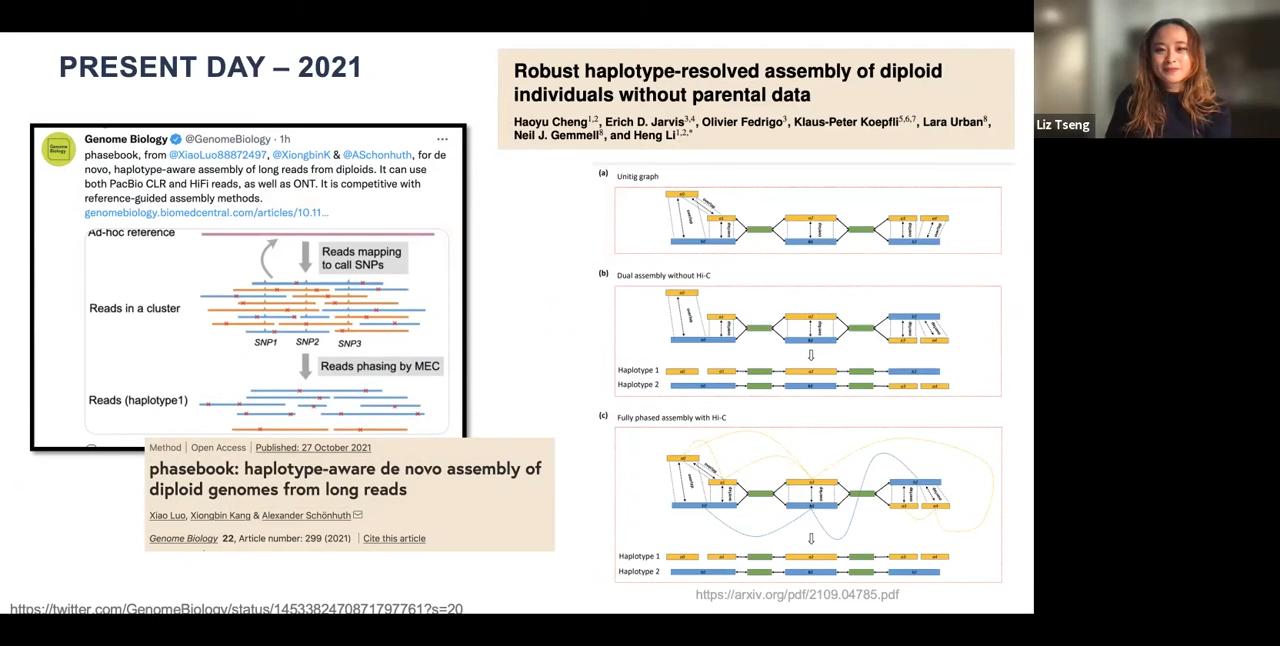 PRESENT DAY – 2021
Genome Biology @GenomeBiology · 1h
phasebook, from @XiaoLuo88872497, @XiongbinK & @ASchonhuth, for de
novo, haplotype-aware assembly of long reads from diploids. It can use
both PacBio CLR and HiFi reads, as well as ONT. It is competitive with
reference-guided assembly methods.
genomebiology.biomedcentral.com/articles/10.11...
Ad-hoc reference
Reads mapping
to call SNPs
Reads in a cluster
SNP1 SNP2 SNP3
Reads phasing by MEC
Reads (haplotype1)
Method | Open Access | Published: 27 October 2021
phasebook: haplotype-aware de novo assembly of
diploid genomes from long reads
Xiao Luo, Xiongbin Kang & Alexander Schönhuth
Genome Biology 22, Article number: 299 (2021) | Cite this article
https://twitter.com/GenomeBiology/status/1453382470871797761?s=20
Robust haplotype-resolved assembly of diploid
individuals without parental data
Haoyu Cheng1,2, Erich D. Jarvis3,4, Olivier Fedrigo3, Klaus-Peter Koepfli5,6,7, Lara Urban8,
Neil J. Gemmell8, and Heng Li1,2,*
(a) Unitig graph
(b) Dual assembly without Hi-C
Haplotype 1
Haplotype 2
(c) Fully phased assembly with Hi-C
Haplotype 1
Haplotype 2
https://arxiv.org/pdf/2109.04785.pdf
Liz Tseng